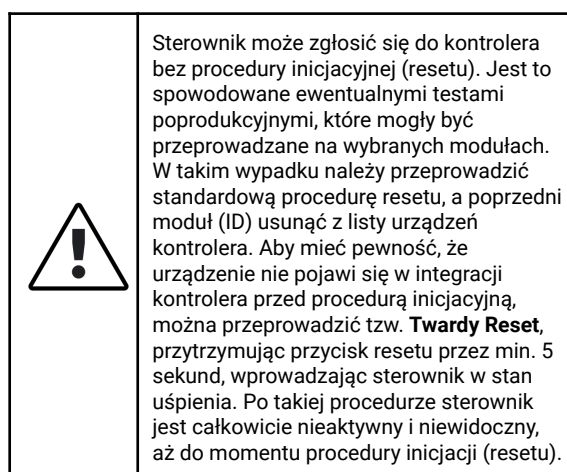 Sterownik może zgłosić się do kontrolera
bez procedury inicjacyjnej (resetu). Jest to
spowodowane ewentualnymi testami
poprodukcyjnymi, które mogły być
przeprowadzane na wybranych modułach.
W takim wypadku należy przeprowadzić
standardową procedurę resetu, a poprzedni
moduł (ID) usunąć z listy urządzeń
kontrolera. Aby mieć pewność, że
urządzenie nie pojawi się w integracji
kontrolera przed procedurą inicjacyjną,
można przeprowadzić tzw. Twardy Reset,
przytrzymując przycisk resetu przez min. 5
sekund, wprowadzając sterownik w stan
uśpienia. Po takiej procedurze sterownik
jest całkowicie nieaktywny i niewidoczny,
aż do momentu procedury inicjacji (resetu).